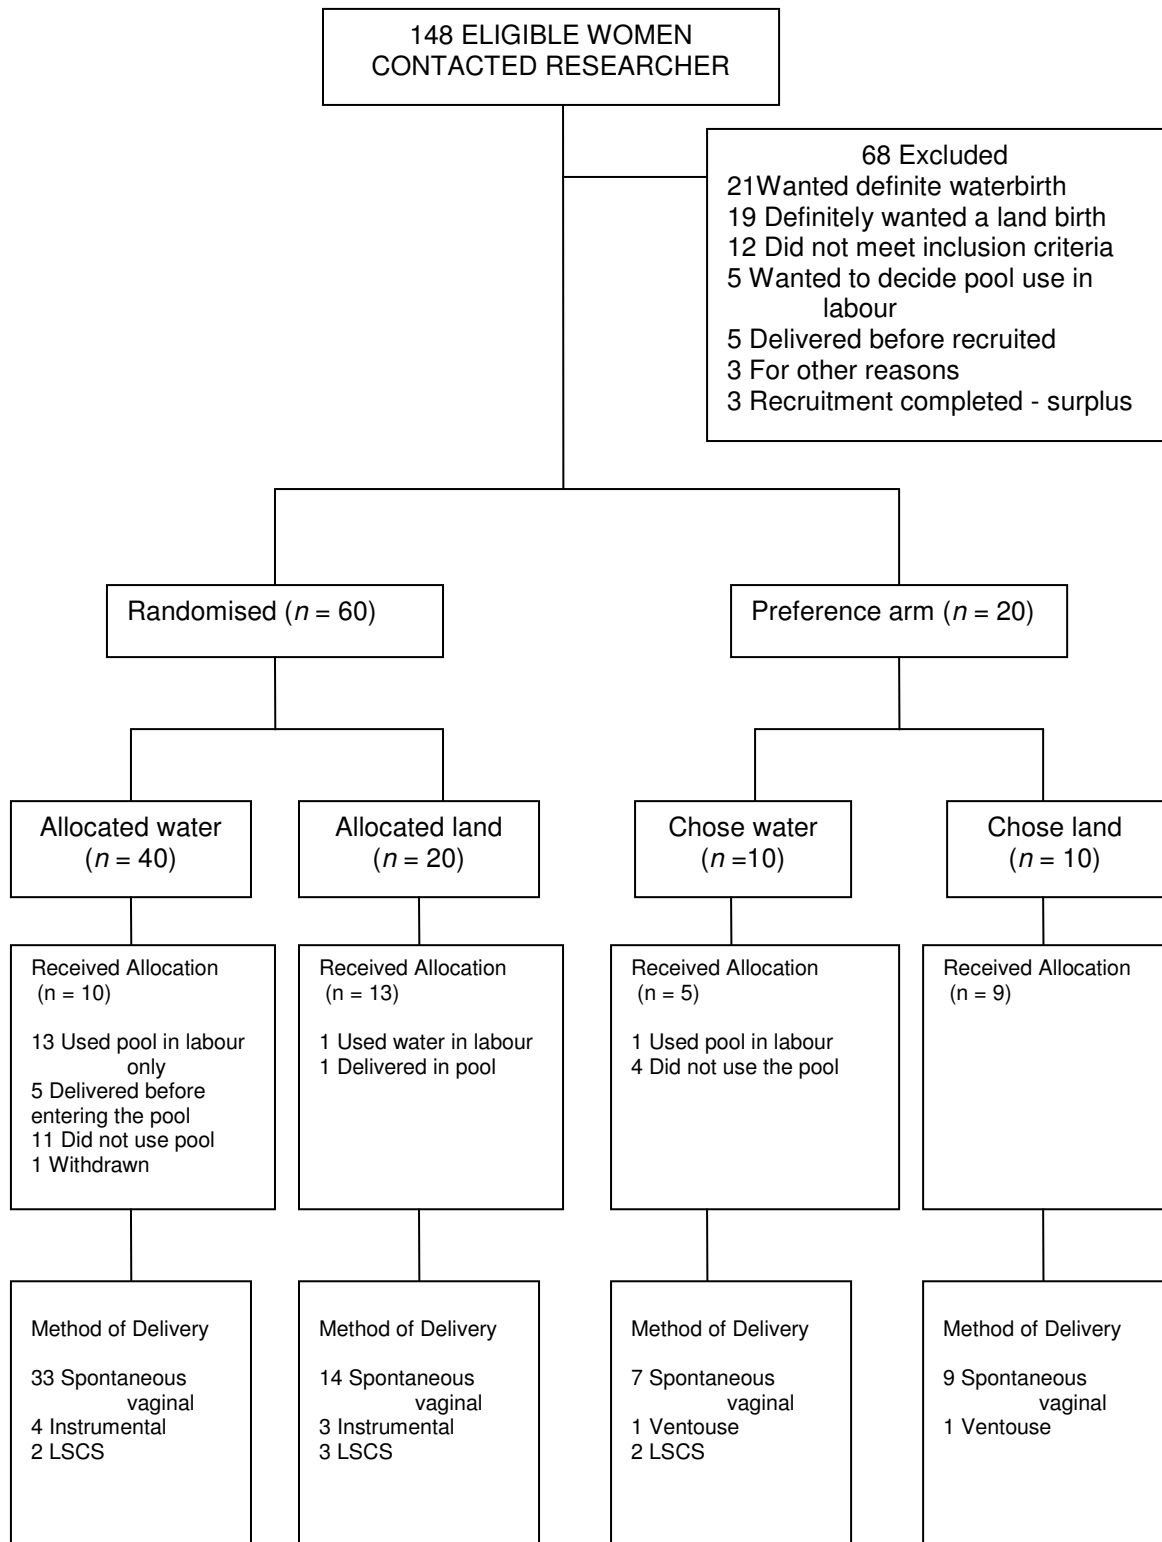 148 ELIGIBLE WOMEN
CONTACTED RESEARCHER
68 Excluded
21Wanted definite waterbirth
19 Definitely wanted a land birth
12 Did not meet inclusion criteria
5 Wanted to decide pool use in
labour
5 Delivered before recruited
3 For other reasons
3 Recruitment completed - surplus
Randomised (n = 60)
Preference arm (n = 20)
Allocated water
(n = 40)
Allocated land
(n = 20)
Chose water
(n =10)
Chose land
(n = 10)
Received Allocation
(n = 10)
13 Used pool in labour
only
5 Delivered before
entering the pool
11 Did not use pool
1 Withdrawn
Received Allocation
(n = 13)
1 Used water in labour
1 Delivered in pool
Received Allocation
(n = 5)
1 Used pool in labour
4 Did not use the pool
Received Allocation
(n = 9)
Method of Delivery
33 Spontaneous
vaginal
4 Instrumental
2 LSCS
Method of Delivery
14 Spontaneous
vaginal
3 Instrumental
3 LSCS
Method of Delivery
7 Spontaneous
vaginal
1 Ventouse
2 LSCS
Method of Delivery
9 Spontaneous
vaginal
1 Ventouse